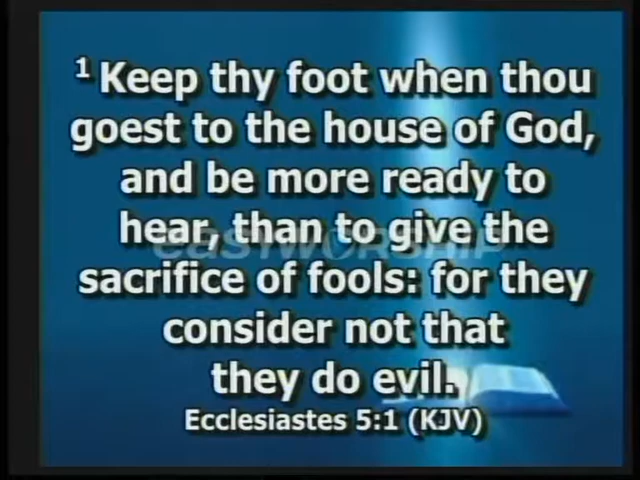 1 Keep thy foot when thou
goest to the house of God,
and be more ready to
hear, than to give the
EASYWORSHIP
sacrifice of fools: for they
consider not that
they do evil.
Ecclesiastes 5:1 (KJV)